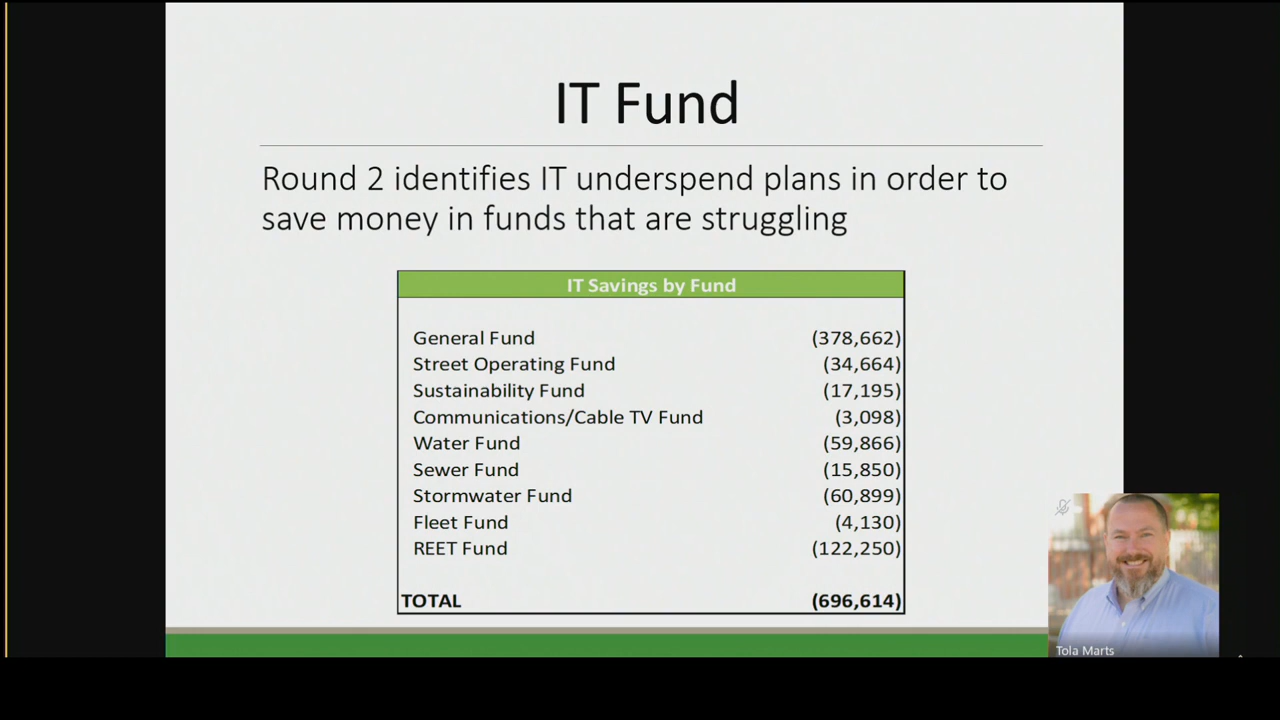 IT Fund
Round 2 identifies IT underspend plans in order to
save money in funds that are struggling
IT Savings by Fund
General Fund (378,662)
Street Operating Fund (34,664)
Sustainability Fund (17,195)
Communications/Cable TV Fund (3,098)
Water Fund (59,866)
Sewer Fund (15,850)
Stormwater Fund (60,899)
Fleet Fund (4,130)
REET Fund (122,250)
TOTAL (696,614)
Tola Marts